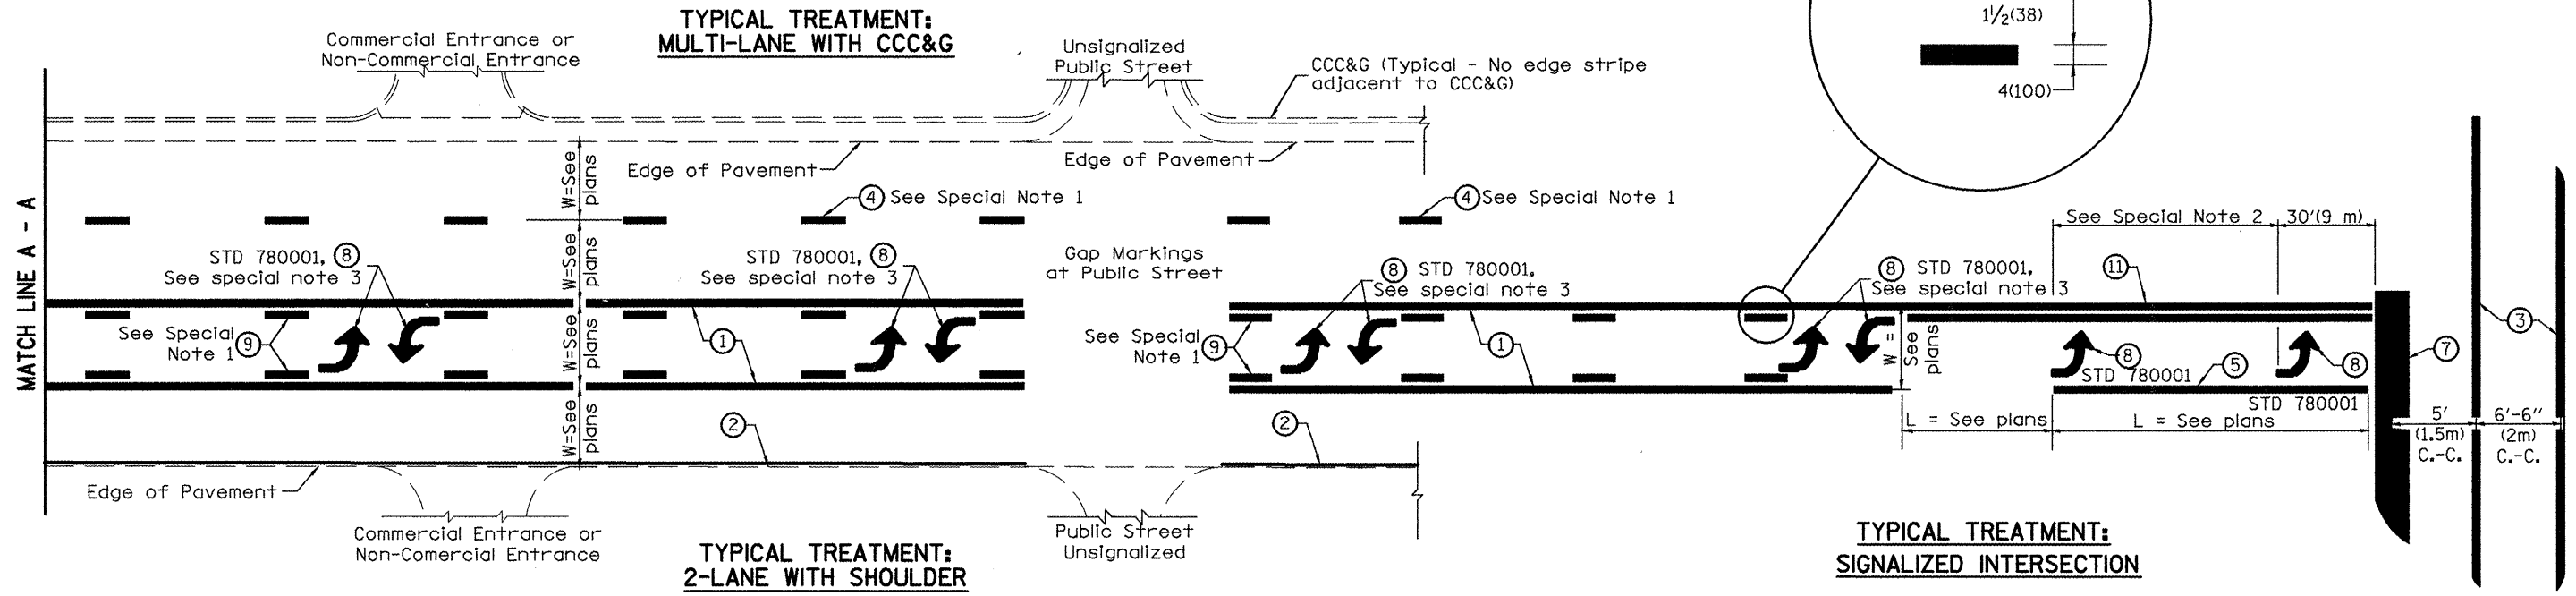 TYPICAL TREATMENT:
MULTI-LANE WITH CCC&G
Commercial Entrance or
Non-Commercial Entrance
Unsignalized
Public Street
CCC&G (Typical - No edge stripe
adjacent to CCC&G)
1½(38)
4(100)
MATCH LINE A - A
Edge of Pavement
Edge of Pavement
W=See
plans
4 See Special Note 1
4 See Special Note 1
W=See
plans
STD 780001, 8
See special note 3
STD 780001, 8
See special note 3
Gap Markings
at Public Street
8 STD 780001,
See special note 3
8 STD 780001,
See special note 3
See Special Note 2
30'(9 m)
11
See Special
Note 1 9
W=See
plans
1
See Special
Note 1 9
1
W =
See
plans
8
STD 780001
5
8
STD 780001
7
3
W=See
plans
2
2
L = See plans
L = See plans
5'
(1.5m)
C.-C.
6'-6"
(2m)
C.-C.
Edge of Pavement
Commercial Entrance or
Non-Comercial Entrance
Public Street
Unsignalized
TYPICAL TREATMENT:
2-LANE WITH SHOULDER
TYPICAL TREATMENT:
SIGNALIZED INTERSECTION